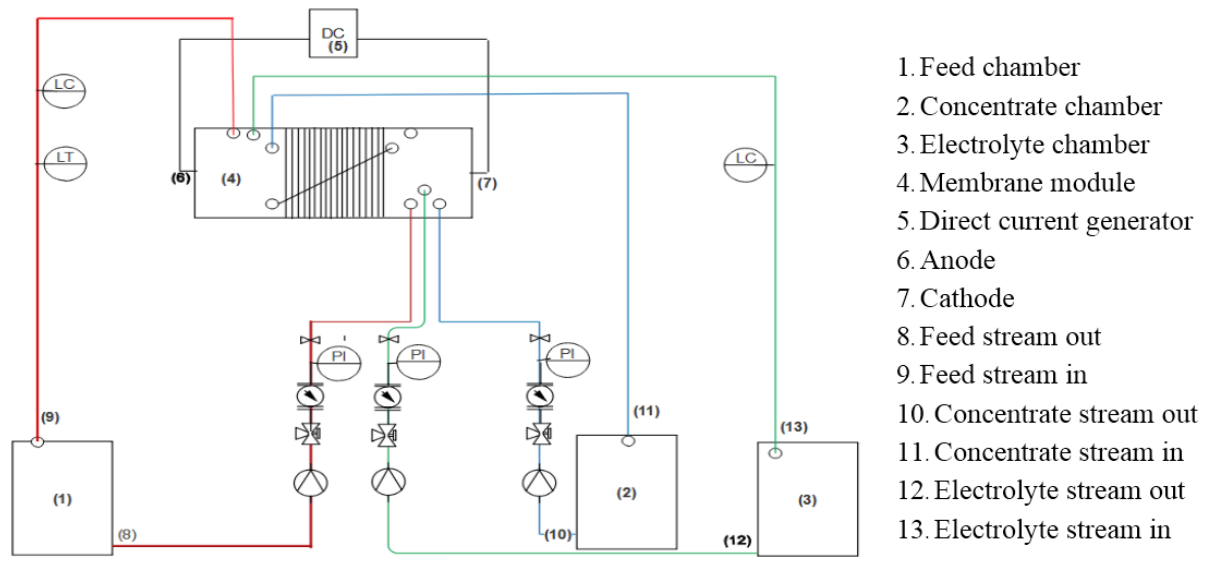 DC
(5)
LC
LT
(6)
(4)
(7)
LC
PI
PI
PI
(9)
(11)
(13)
(1)
(2)
(3)
(8)
(10)
(12)
1. Feed chamber
2. Concentrate chamber
3. Electrolyte chamber
4. Membrane module
5. Direct current generator
6. Anode
7. Cathode
8. Feed stream out
9. Feed stream in
10. Concentrate stream out
11. Concentrate stream in
12. Electrolyte stream out
13. Electrolyte stream in